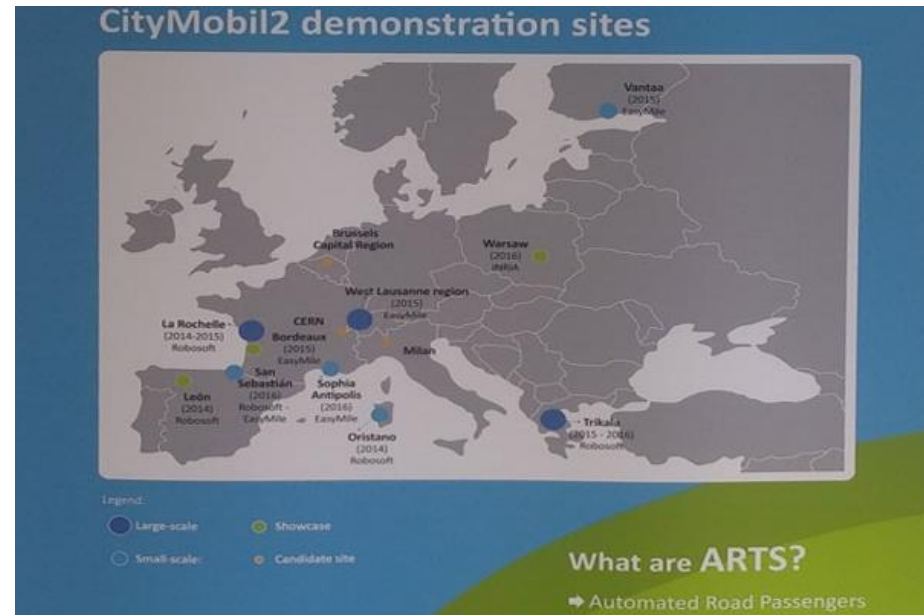 CityMobil2 demonstration sites
Vantaa
(2015)
EasyMile
Brussels
Capital Region
Warsaw
(2016)
INRIA
West Lausanne region
(2015)
EasyMile
La Rochelle -
(2014-2015)
Robosoft
CERN
Bordeaux
(2015)
EasyMile
Milan
León
(2014)
Robosoft
San
Sebastián
(2016)
Robosoft -
EasyMile
Sophia
Antipolis
(2016)
EasyMile
Oristano
(2014)
Robosoft
Trikala
(2015 - 2016)
Robosoft
Legend:
Large-scale
Showcase
Small-scale
Candidate site
What are ARTS?
Automated Road Passengers